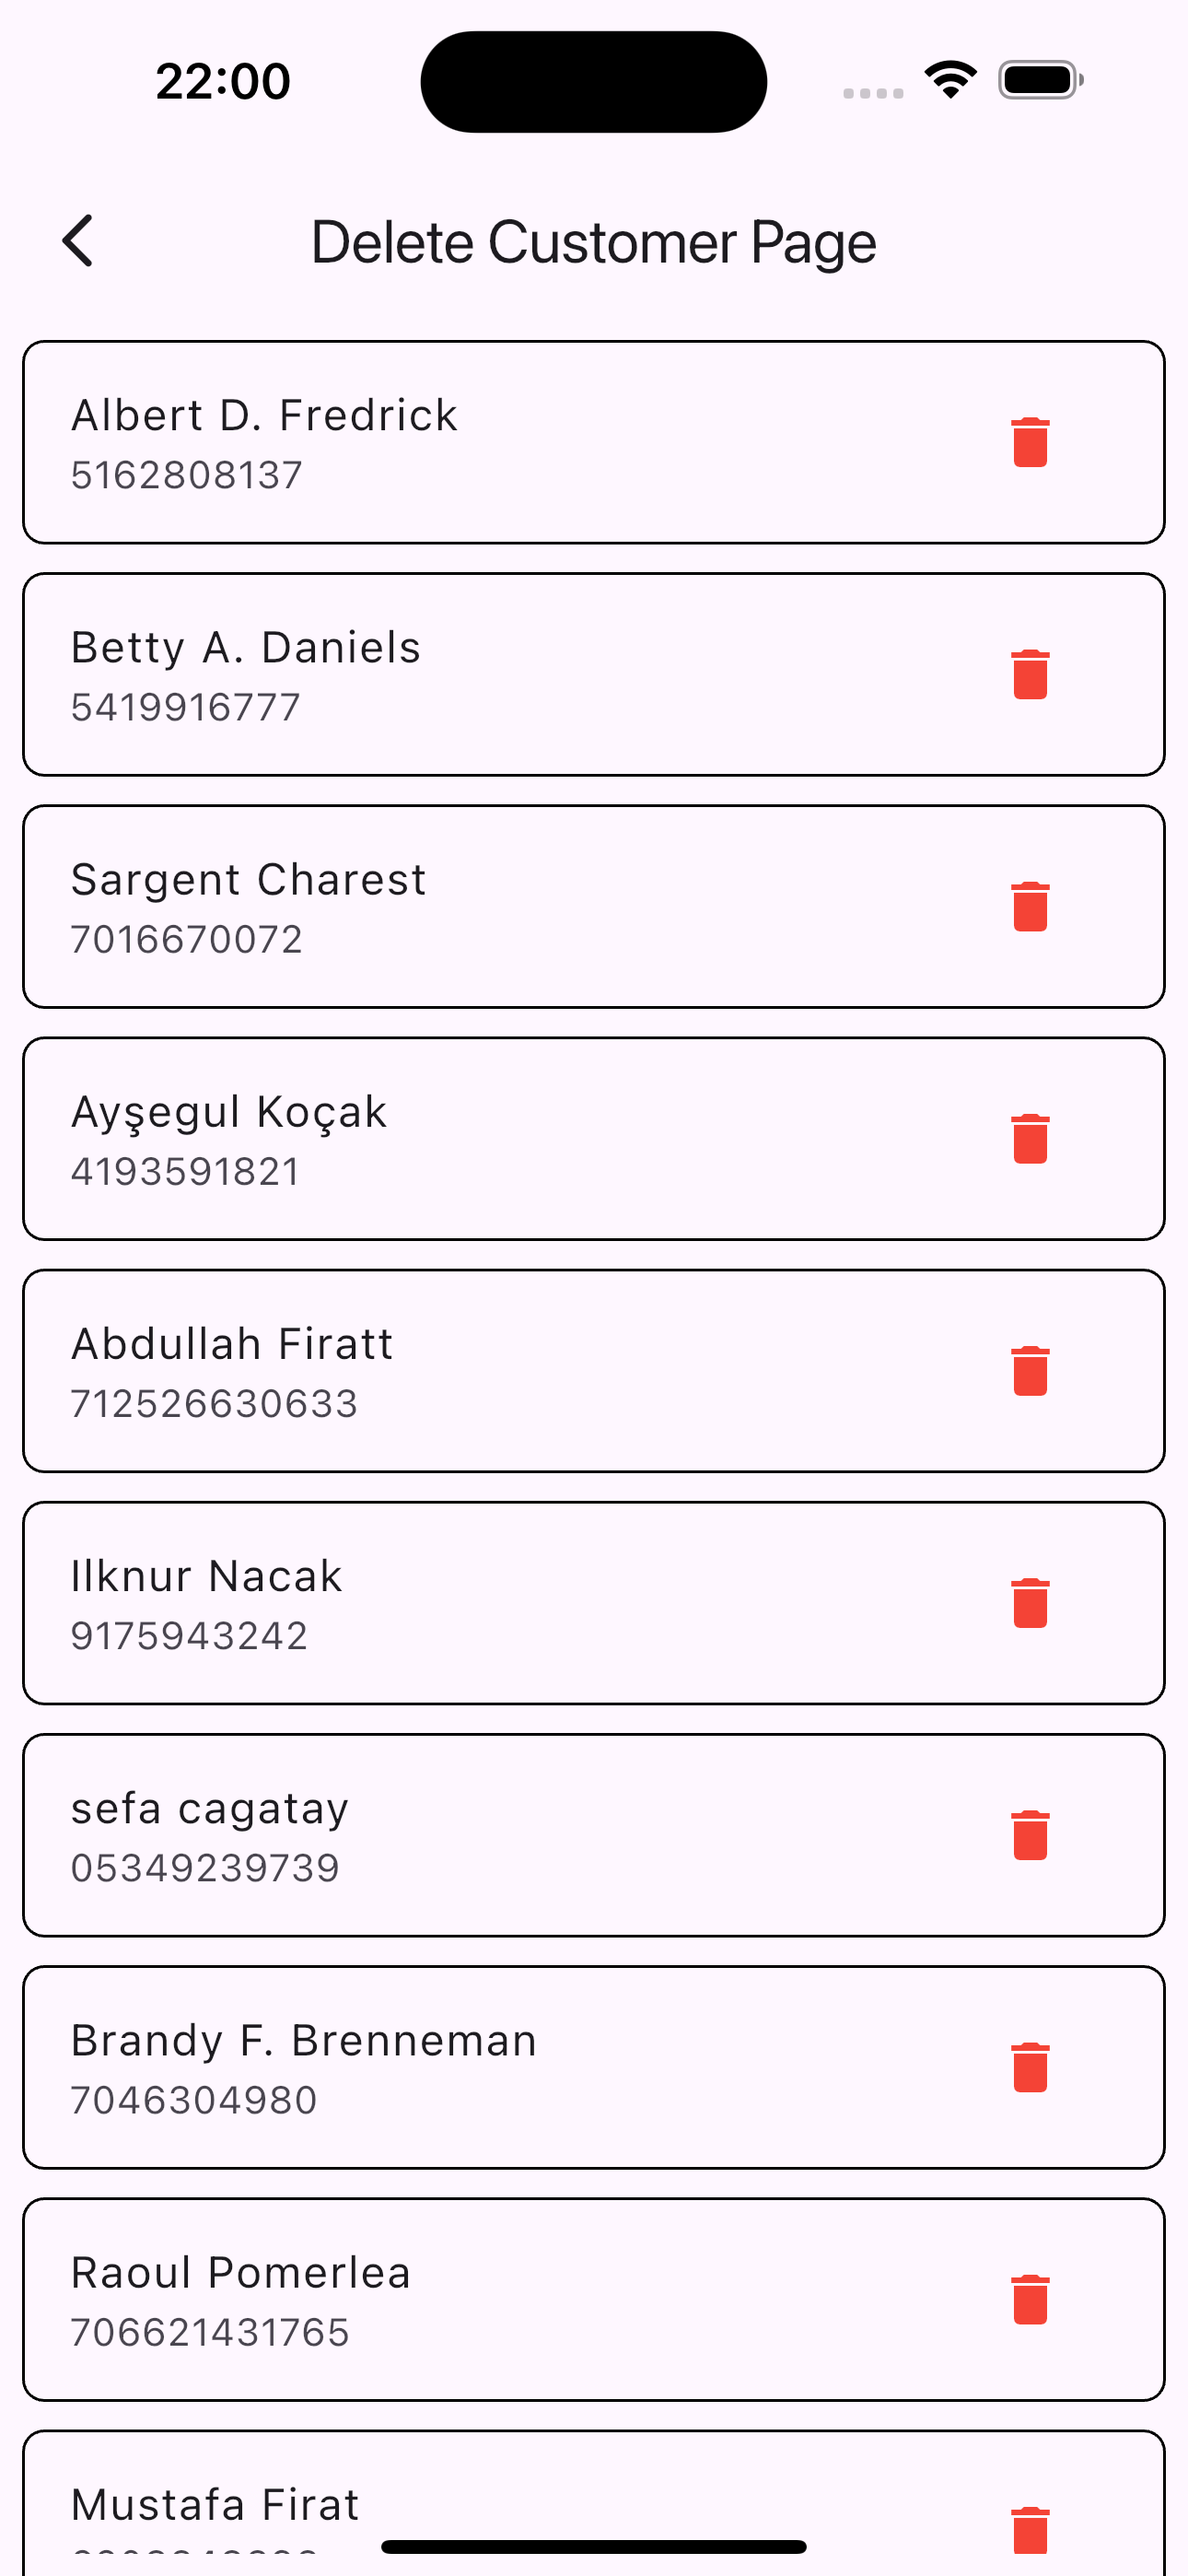 22:00
Delete Customer Page
Albert D. Fredrick
5162808137
Betty A. Daniels
5419916777
Sargent Charest
7016670072
Ayşegul Koçak
4193591821
Abdullah Firatt
712526630633
Ilknur Nacak
9175943242
sefa cagatay
05349239739
Brandy F. Brenneman
7046304980
Raoul Pomerlea
706621431765
Mustafa Firat